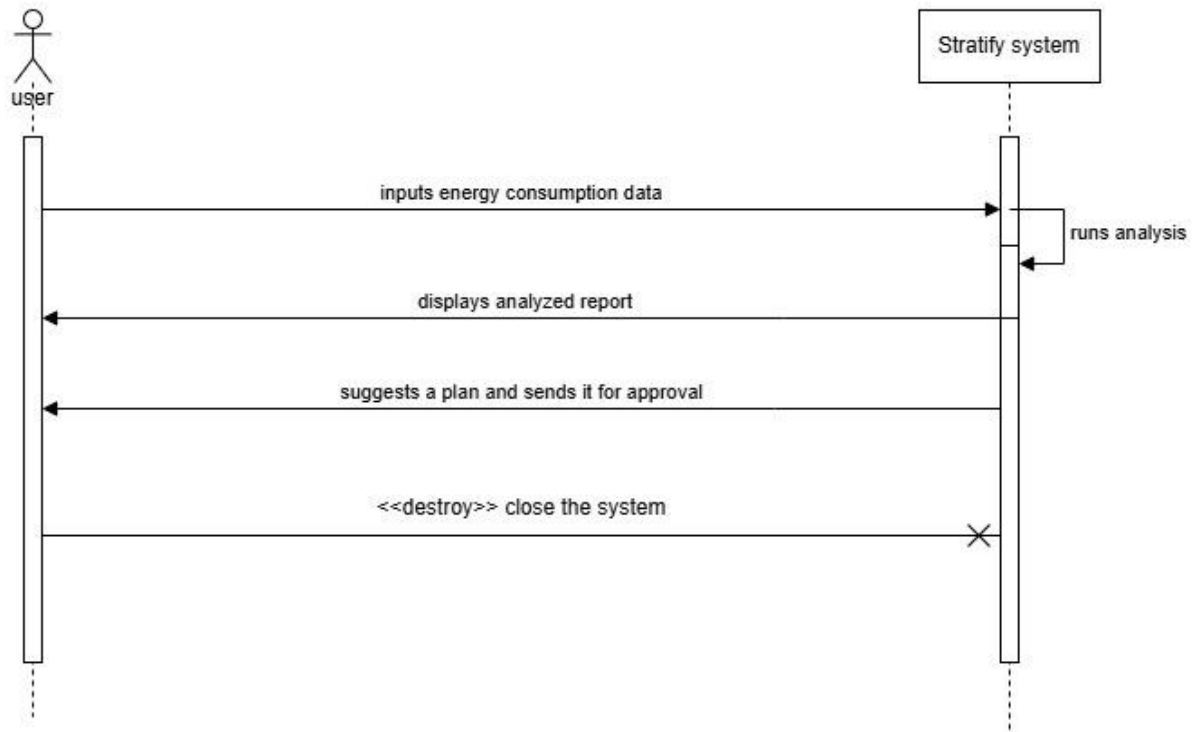 user
Stratify system
inputs energy consumption data
runs analysis
displays analyzed report
suggests a plan and sends it for approval
<<destroy>> close the system